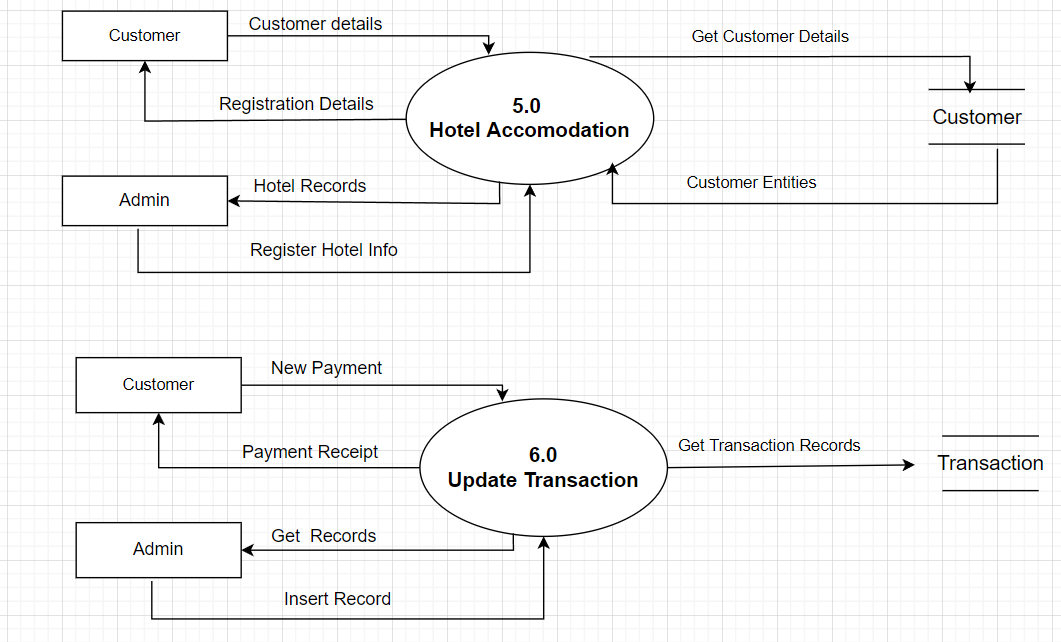 Customer
Customer details
Get Customer Details
Registration Details
5.0
Hotel Accomodation
Customer
Hotel Records
Customer Entities
Admin
Register Hotel Info
New Payment
Customer
Payment Receipt
6.0
Update Transaction
Get Transaction Records
Transaction
Get  Records
Admin
Insert Record